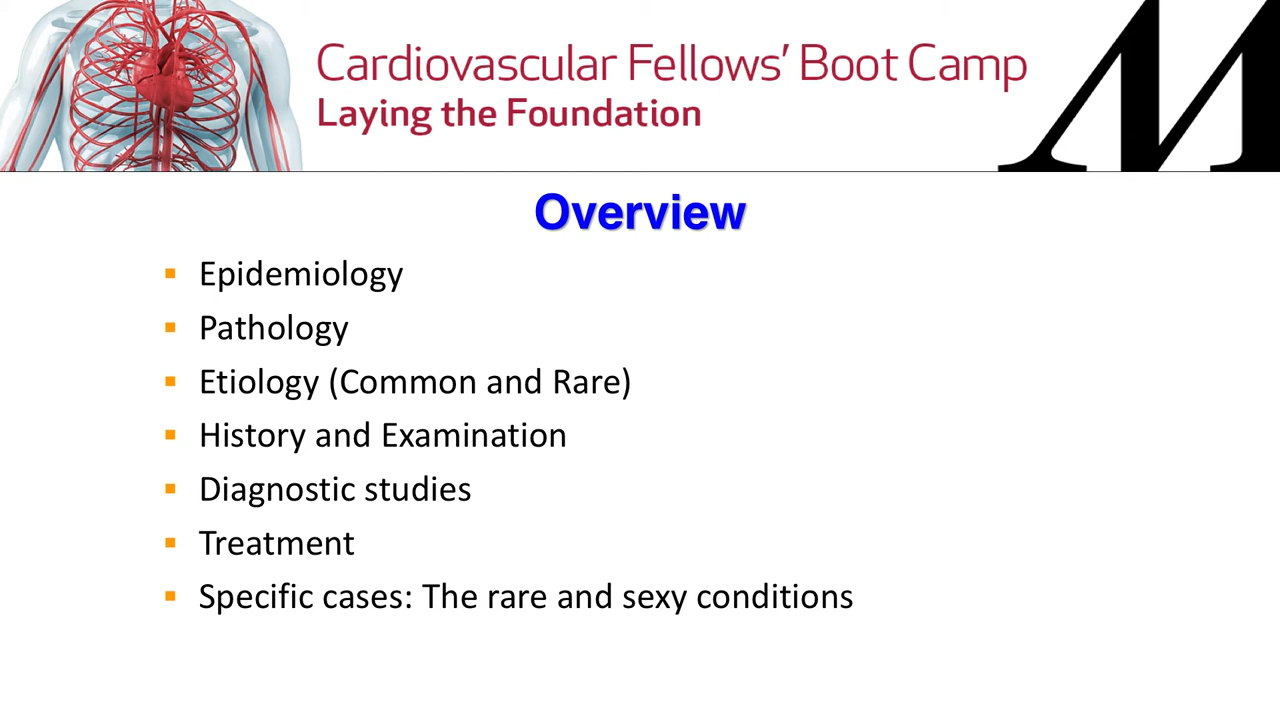 Cardiovascular Fellows’ Boot Camp
Laying the Foundation
M
Overview
▪ Epidemiology
▪ Pathology
▪ Etiology (Common and Rare)
▪ History and Examination
▪ Diagnostic studies
▪ Treatment
▪ Specific cases: The rare and sexy conditions